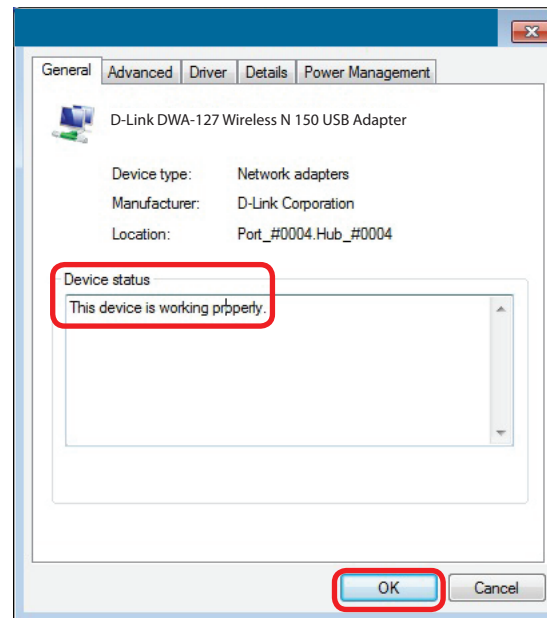 General Advanced Driver Details Power Management
D-Link DWA-127 Wireless N 150 USB Adapter
Device type: Network adapters
Manufacturer: D-Link Corporation
Location: Port_#0004.Hub_#0004
Device status
This device is working properly.
OK Cancel